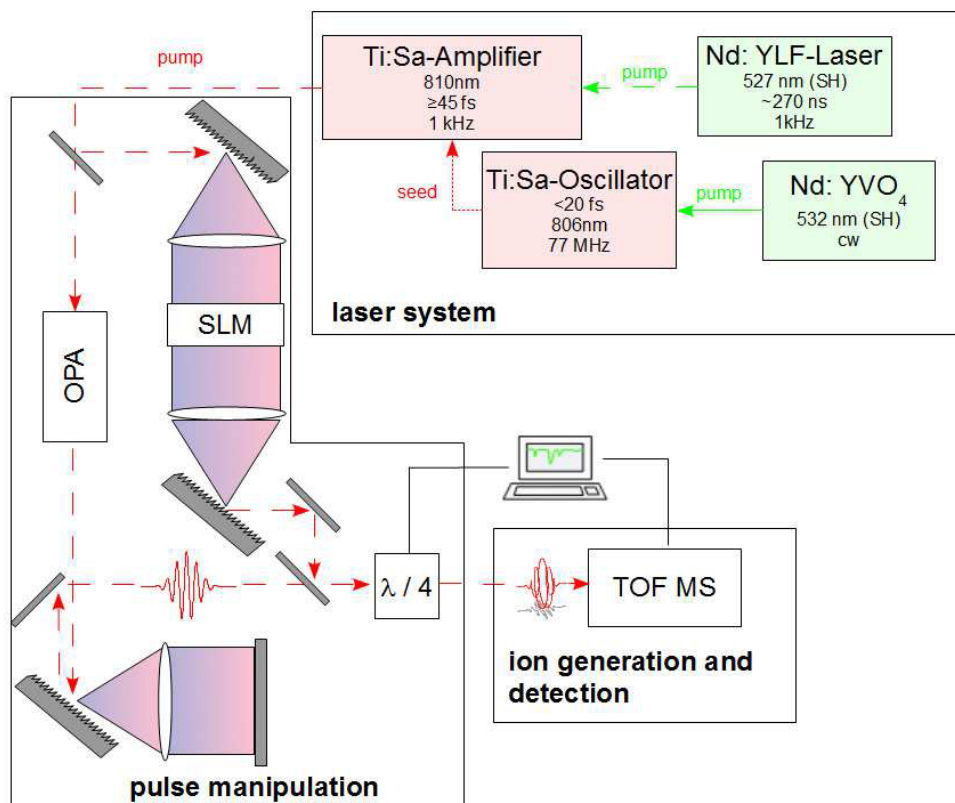 pump
Ti:Sa-Amplifier
810nm
≥45 fs
1 kHz
pump
Nd: YLF-Laser
527 nm (SH)
~270 ns
1kHz
seed
Ti:Sa-Oscillator
<20 fs
806nm
77 MHz
pump
Nd: YVO4
532 nm (SH)
cw
laser system
SLM
OPA
λ / 4
TOF MS
ion generation and
detection
pulse manipulation